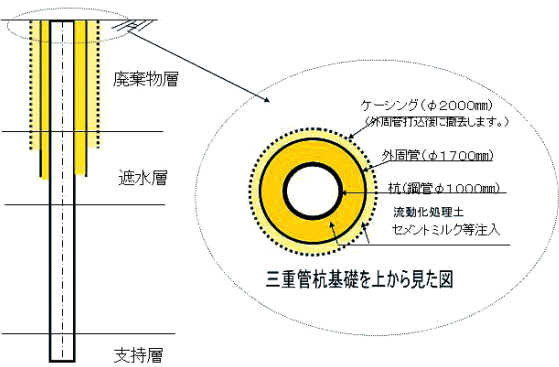 廃棄物層
遮水層
支持層
ケーシング(φ2000mm)
(外周管打込後に撤去します。)
外周管(φ1700mm)
杭(鋼管φ1000mm)
流動化処理土
セメントミルク等注入
三重管杭基礎を上から見た図